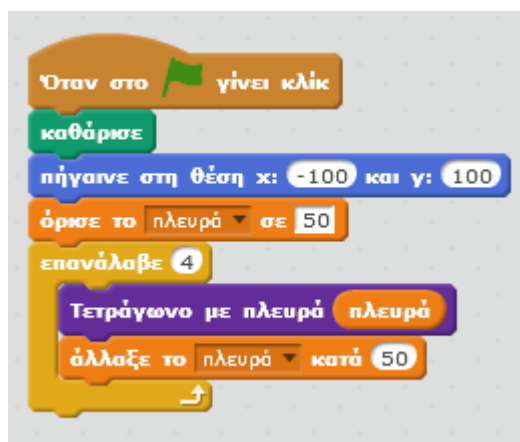 Όταν στο γίνει κλίκ
καθάρισε
πήγαινε στη θέση x: -100 και y: 100
όρισε το πλευρά σε 50
επανάλαβε 4
Τετράγωνο με πλευρά πλευρά
άλλαξε το πλευρά κατά 50